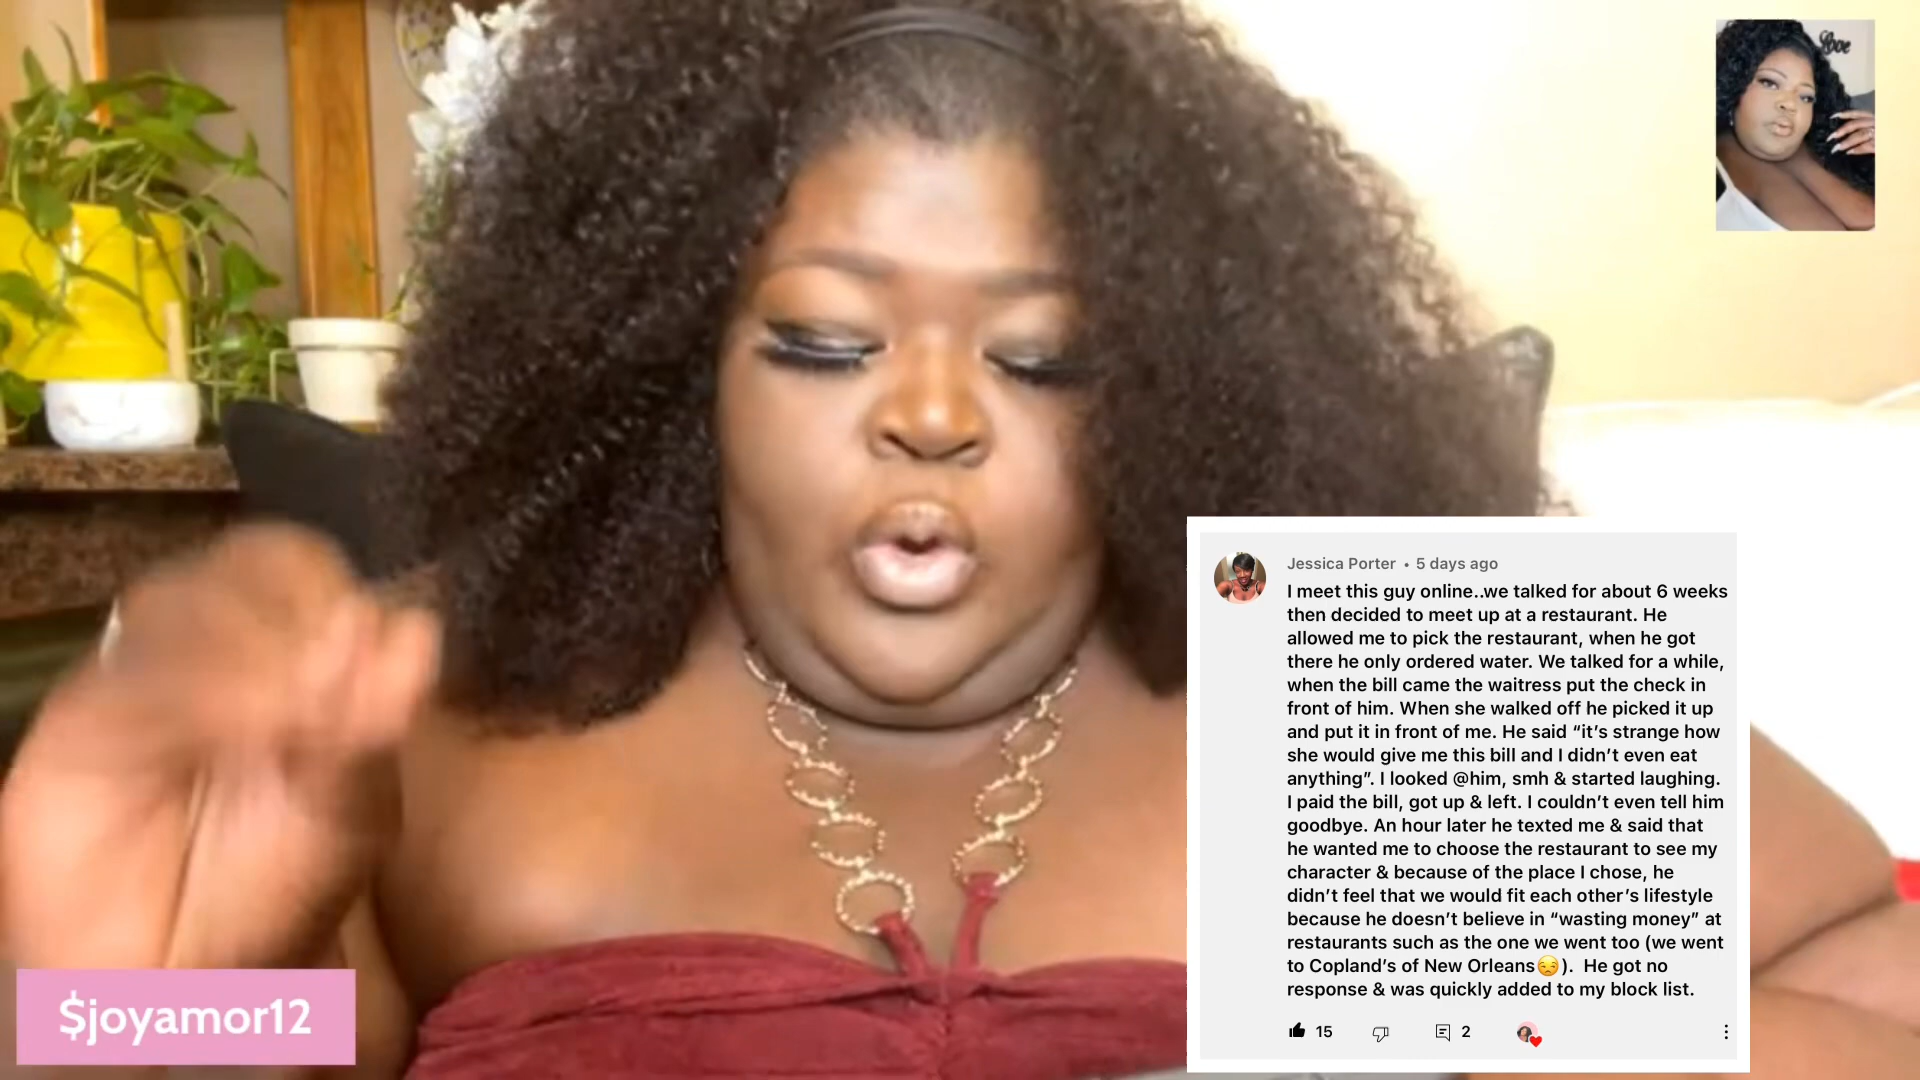 Love
Jessica Porter • 5 days ago
I meet this guy online..we talked for about 6 weeks
then decided to meet up at a restaurant. He
allowed me to pick the restaurant, when he got
there he only ordered water. We talked for a while,
when the bill came the waitress put the check in
front of him. When she walked off he picked it up
and put it in front of me. He said “it’s strange how
she would give me this bill and I didn’t even eat
anything”. I looked @him, smh & started laughing.
I paid the bill, got up & left. I couldn’t even tell him
goodbye. An hour later he texted me & said that
he wanted me to choose the restaurant to see my
character & because of the place I chose, he
didn’t feel that we would fit each other’s lifestyle
because he doesn’t believe in “wasting money” at
restaurants such as the one we went too (we went
to Copland’s of New Orleans😒). He got no
response & was quickly added to my block list.
15 2
$joyamor12